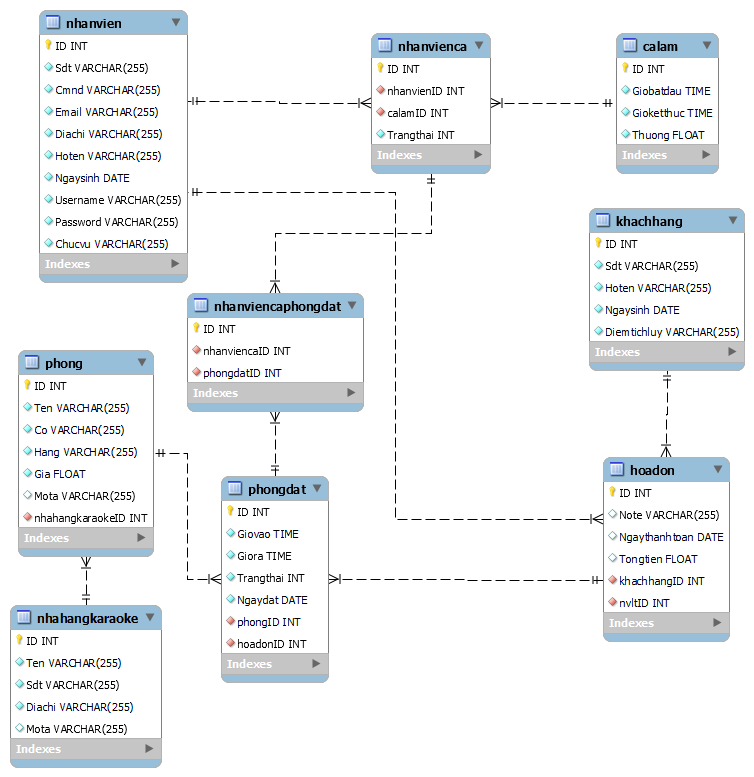 nhanvien
ID INT
Sdt VARCHAR(255)
Cmnd VARCHAR(255)
Email VARCHAR(255)
Diachi VARCHAR(255)
Hoten VARCHAR(255)
Ngaysinh DATE
Username VARCHAR(255)
Password VARCHAR(255)
Chucvu VARCHAR(255)
Indexes
nhanvienca
ID INT
nhanvienID INT
calamID INT
Trangthai INT
Indexes
calam
ID INT
Giobatdau TIME
Gioketthuc TIME
Thuong FLOAT
Indexes
khachhang
ID INT
Sdt VARCHAR(255)
Hoten VARCHAR(255)
Ngaysinh DATE
Diemtichluy VARCHAR(255)
Indexes
nhanviencaphongdat
ID INT
nhanviencaID INT
phongdatID INT
Indexes
phong
ID INT
Ten VARCHAR(255)
Co VARCHAR(255)
Hang VARCHAR(255)
Gia FLOAT
Mota VARCHAR(255)
nhahangkaraokeID INT
Indexes
phongdat
ID INT
Giovao TIME
Giora TIME
Trangthai INT
Ngaydat DATE
phongID INT
hoadonID INT
Indexes
hoadon
ID INT
Note VARCHAR(255)
Ngaythanhtoan DATE
Tongtien FLOAT
khachhangID INT
nvltID INT
Indexes
nhahangkaraoke
ID INT
Ten VARCHAR(255)
Sdt VARCHAR(255)
Diachi VARCHAR(255)
Mota VARCHAR(255)
Indexes